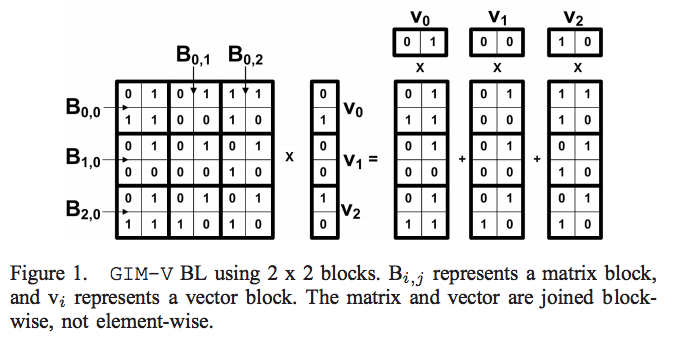 V0 V1 V2
0 1 0 0 1 0
B0,1 B0,2
x x x
0 1 0 1 1 1 0 0 1 0 1 1 1
B0,0 V0
1 1 0 0 1 0 1 1 1 0 0 1 0
0 1 0 1 0 1 0 0 1 0 1 0 1
B1,0 x V1 = + +
0 0 0 0 1 0 0 0 0 0 0 1 0
0 1 0 1 0 1 1 0 1 0 1 0 1
B2,0 V2
1 1 1 0 1 0 0 1 1 1 0 1 0
Figure 1. GIM-V BL using 2 x 2 blocks. Bi,j represents a matrix block,
and vi represents a vector block. The matrix and vector are joined block-
wise, not element-wise.